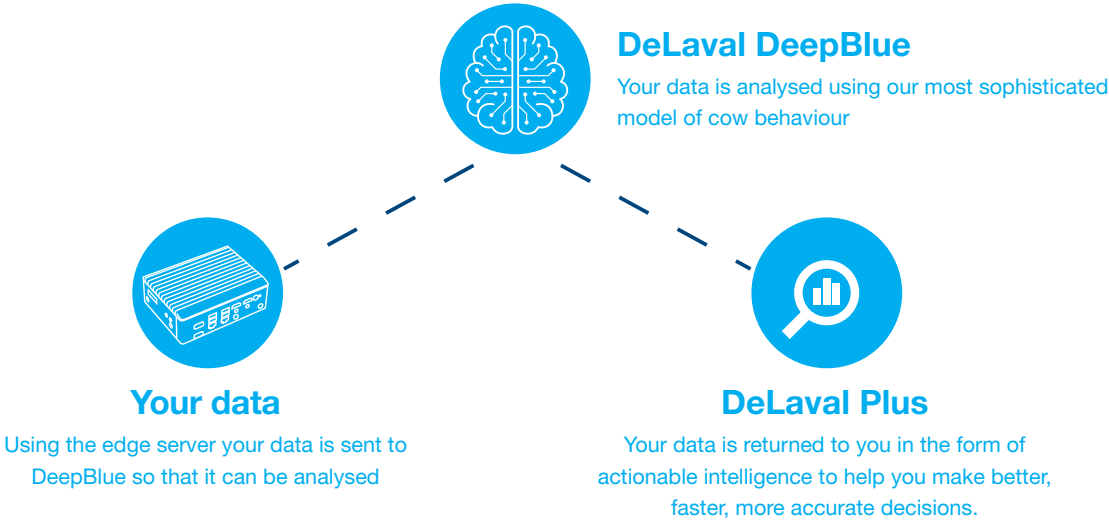 DeLaval DeepBlue
Your data is analysed using our most sophisticated
model of cow behaviour
Your data
Using the edge server your data is sent to
DeepBlue so that it can be analysed
DeLaval Plus
Your data is returned to you in the form of
actionable intelligence to help you make better,
faster, more accurate decisions.